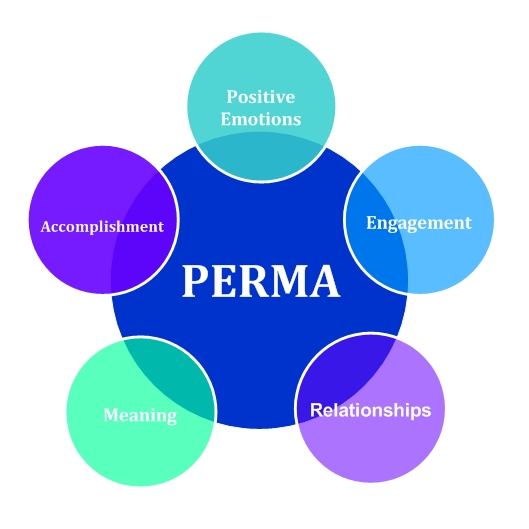 Positive
Emotions
Accomplishment
Engagement
PERMA
Meaning
Relationships